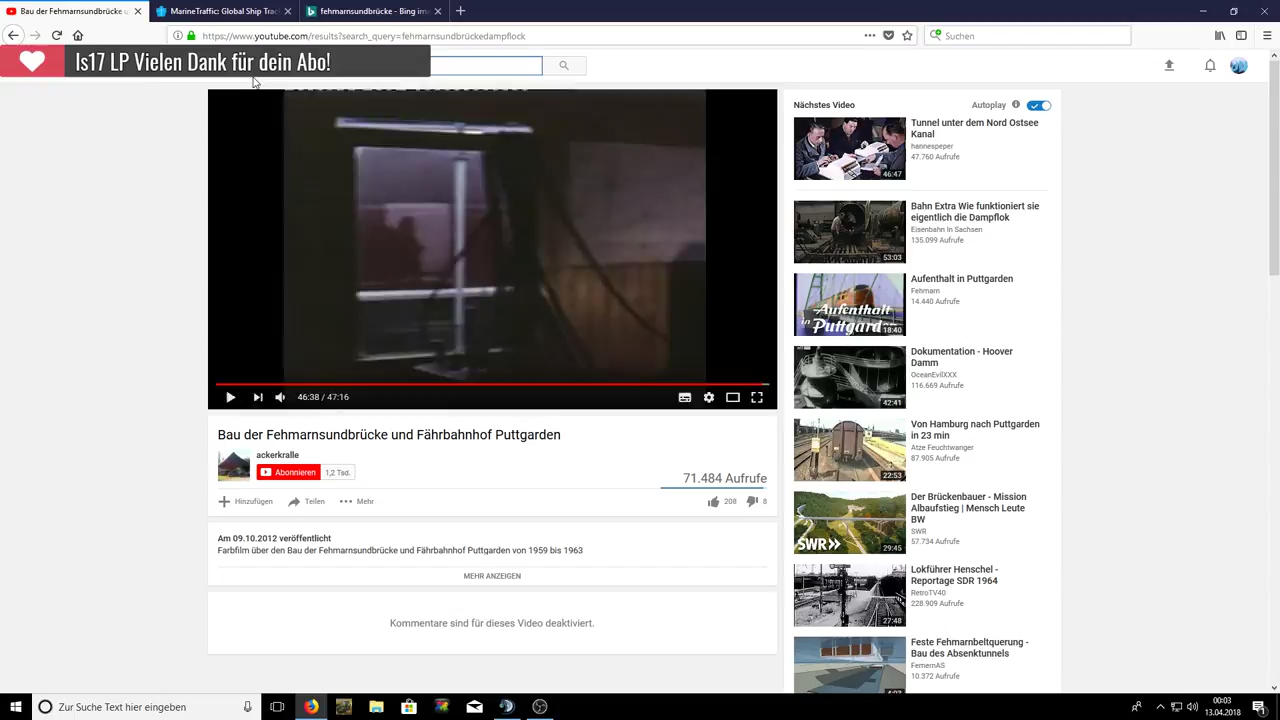 Bau der Fehmarnsundbrücke und F
MarineTraffic: Global Ship Trac
fehmarnsundbrücke - Bing im
https://www.youtube.com/results?search_query=fehmarnsundbrückedampflock
Suchen
Is17 LP Vielen Dank für dein Abo!
Nächstes Video
Autoplay
Tunnel unter dem Nord Ostsee
Kanal
hannespeper
47.760 Aufrufe
46:47
Bahn Extra Wie funktioniert sie
eigentlich die Dampflok
Eisenbahn In Sachsen
135.099 Aufrufe
53:03
Aufenthalt in Puttgarden
Fehmarn
14.440 Aufrufe
Aufenthalt
in Puttgarden
18:40
Dokumentation - Hoover
Damm
OceanEvilXXX
116.669 Aufrufe
42:41
Von Hamburg nach Puttgarden
in 23 min
Atze Feuchtwanger
87.905 Aufrufe
22:53
Der Brückenbauer - Mission
Albaufstieg | Mensch Leute
BW
SWR
57.734 Aufrufe
SWR
29:45
Lokführer Henschel -
Reportage SDR 1964
RetroTV40
228.909 Aufrufe
27:48
Feste Fehmarnbeltquerung -
Bau des Absenktunnels
FemernAS
10.372 Aufrufe
4:03
46:38 / 47:16
Bau der Fehmarnsundbrücke und Fährbahnhof Puttgarden
ackerkralle
Abonnieren 1,2 Tsd.
71.484 Aufrufe
Hinzufügen Teilen Mehr 208 8
Am 09.10.2012 veröffentlicht
Farbfilm über den Bau der Fehmarnsundbrücke und Fährbahnhof Puttgarden von 1959 bis 1963
MEHR ANZEIGEN
Kommentare sind für dieses Video deaktiviert.
Zur Suche Text hier eingeben
00:03
13.04.2018
1